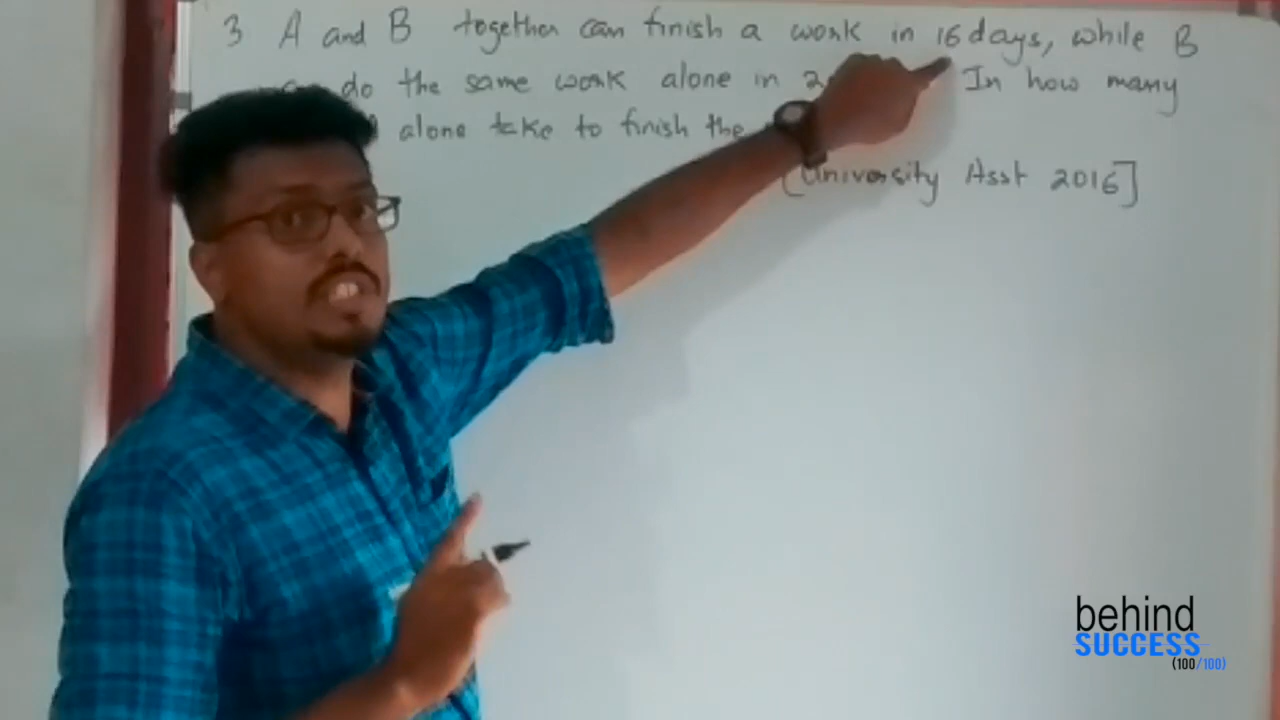 3 A and B together can finish a work in 16 days, while B
do the same work alone in In how many
alone take to finish the
[University Asst 2016]
behind
SUCCESS
(100/100)